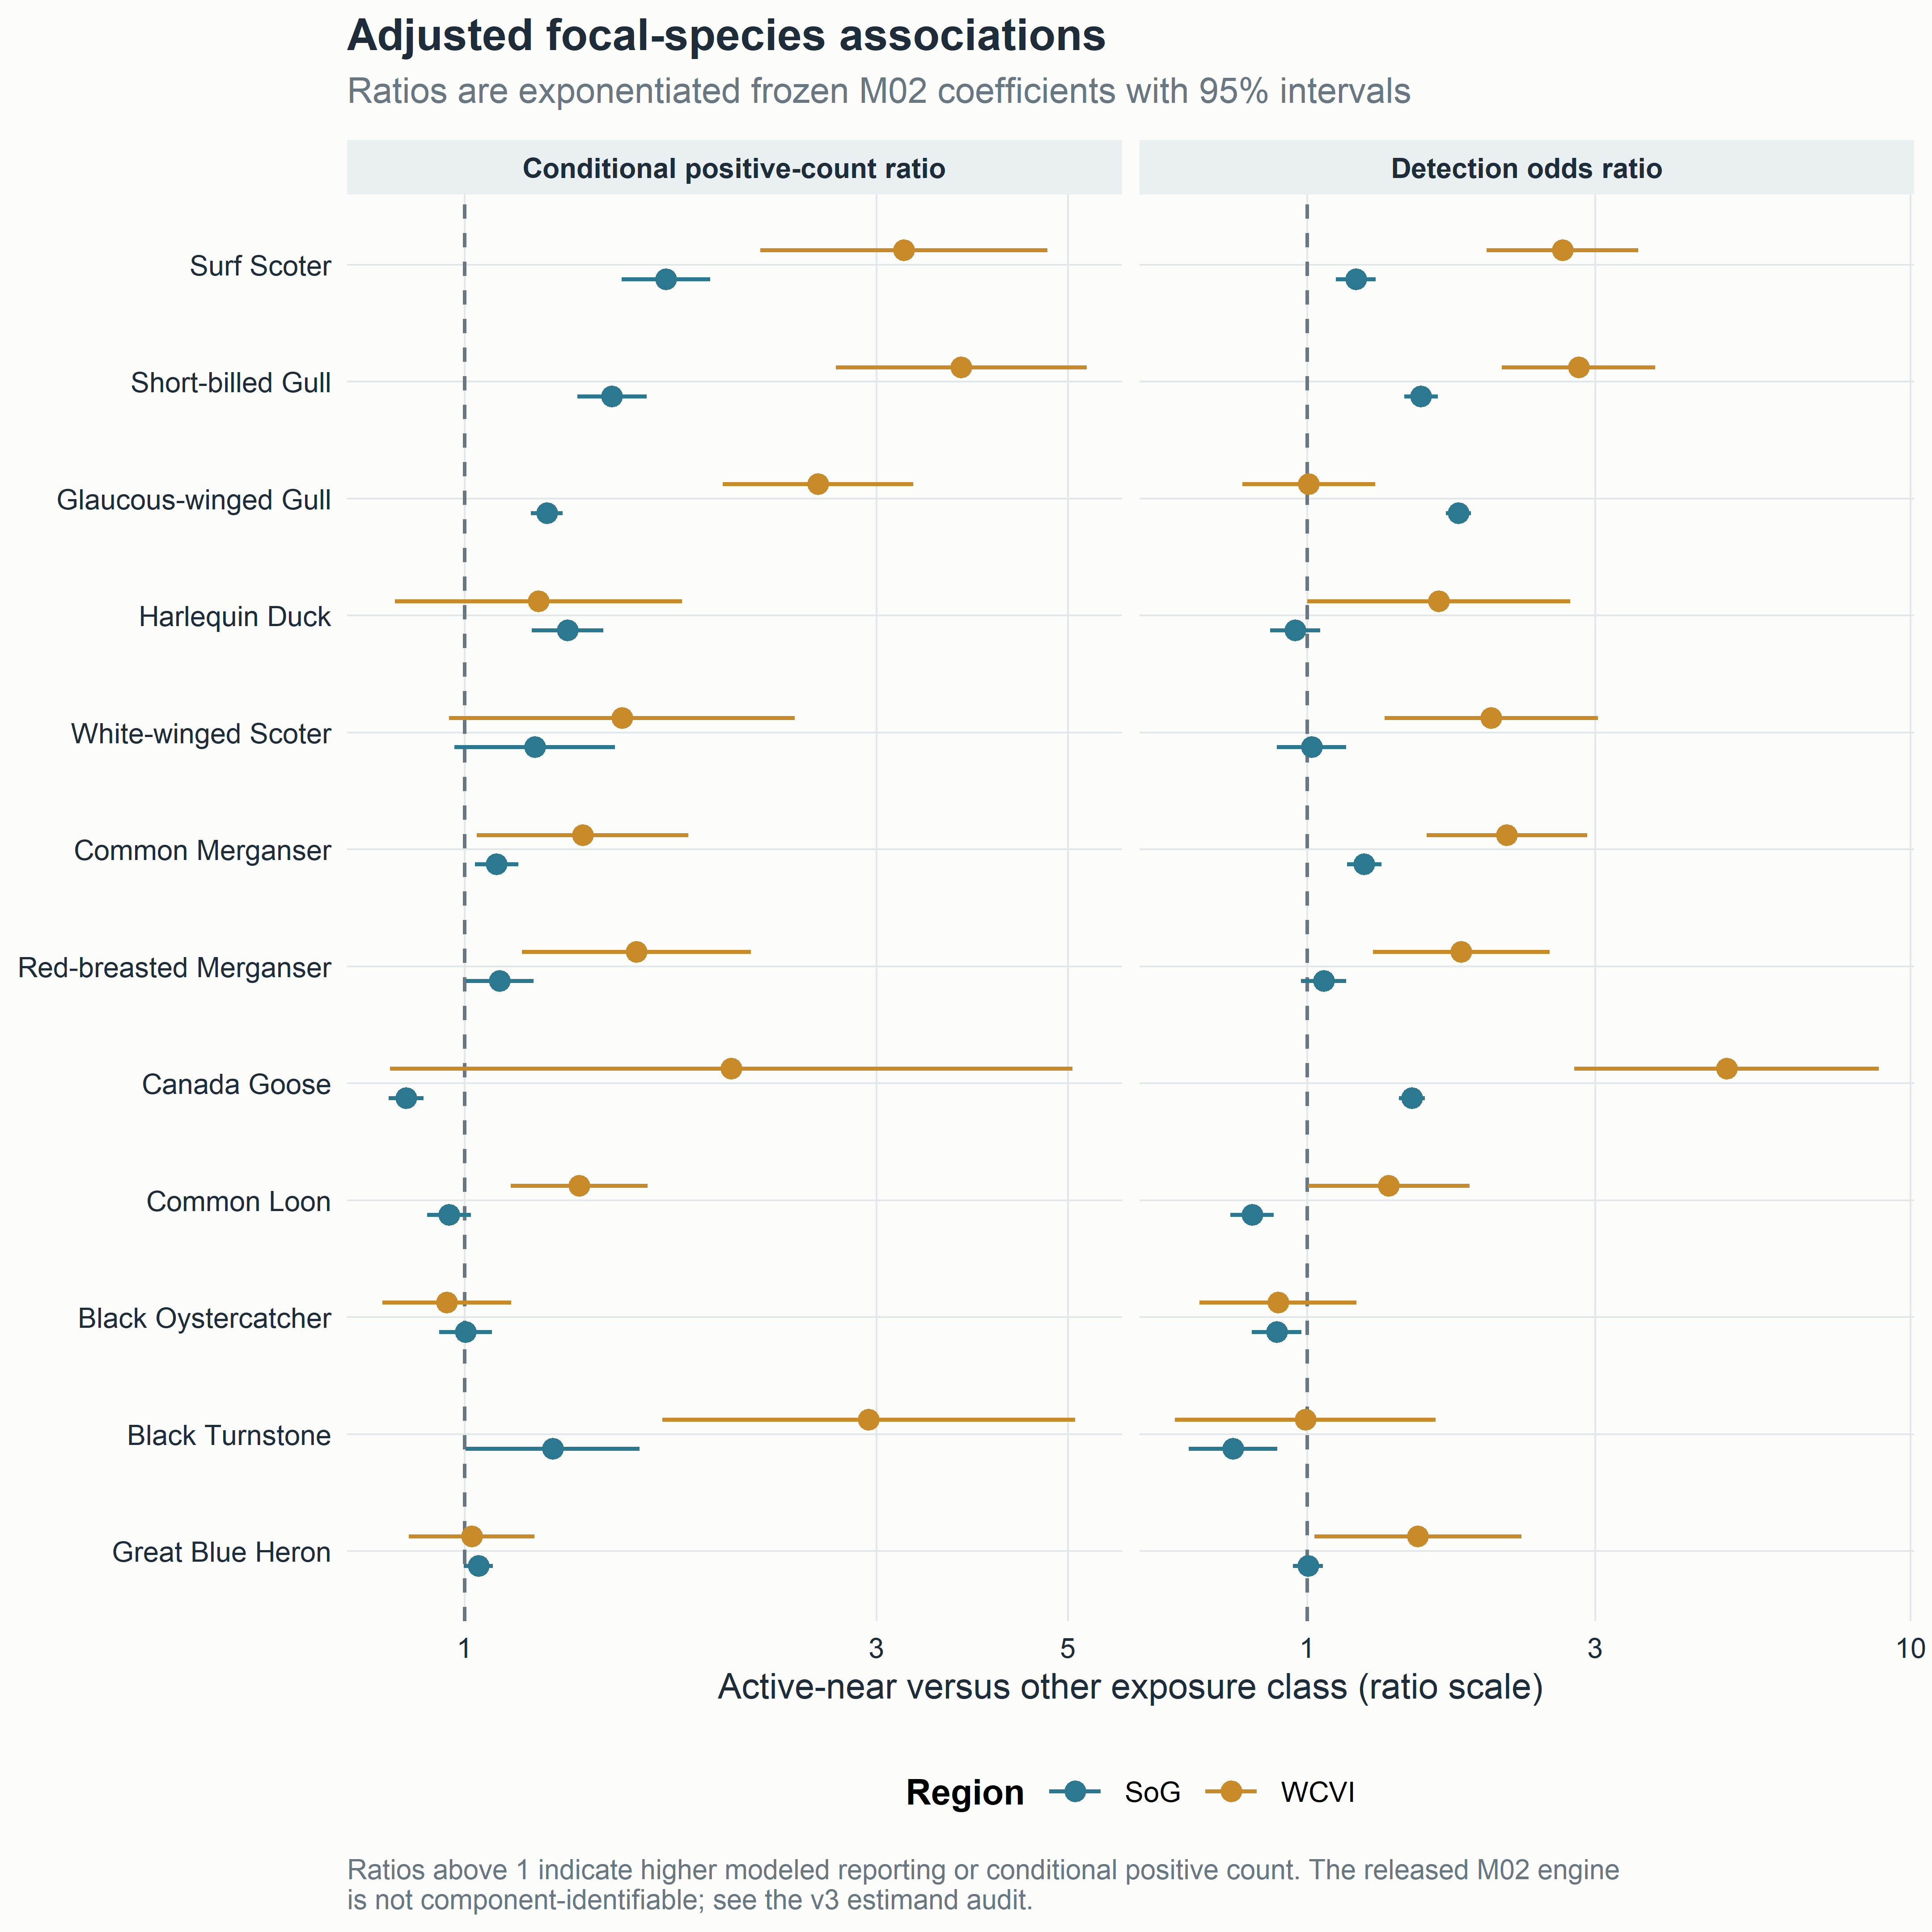 Adjusted focal-species associations
Ratios are exponentiated frozen M02 coefficients with 95% intervals
Conditional positive-count ratio
Detection odds ratio
Surf Scoter
Short-billed Gull
Glaucous-winged Gull
Harlequin Duck
White-winged Scoter
Common Merganser
Red-breasted Merganser
Canada Goose
Common Loon
Black Oystercatcher
Black Turnstone
Great Blue Heron
1 3 5 1 3 10
Active-near versus other exposure class (ratio scale)
Region SoG WCVI
Ratios above 1 indicate higher modeled reporting or conditional positive count. The released M02 engine
is not component-identifiable; see the v3 estimand audit.